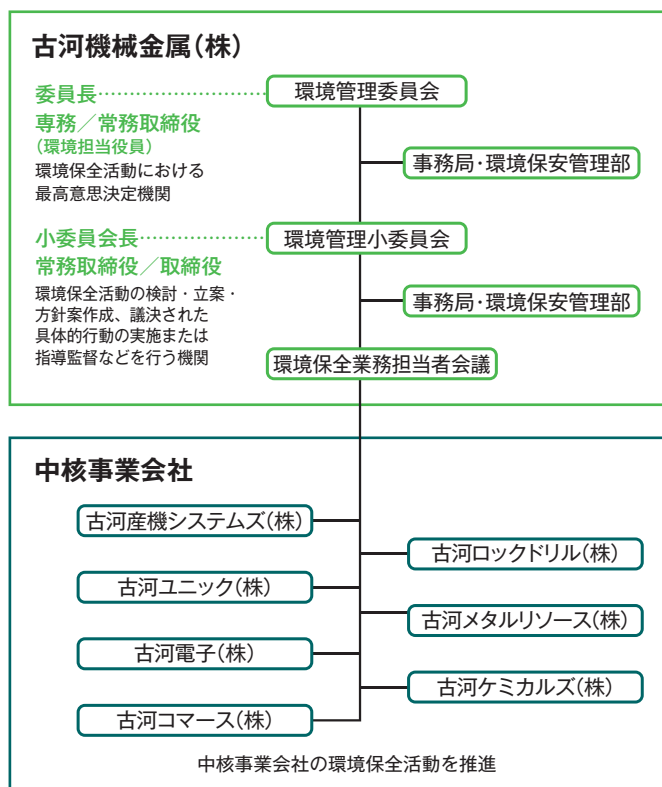 古河機械金属(株)
委員長
環境管理委員会
専務／常務取締役
(環境担当役員)
環境保全活動における
最高意思決定機関
事務局・環境保安管理部
小委員会長
環境管理小委員会
常務取締役／取締役
環境保全活動の検討・立案・
方針案作成、議決された
具体的行動の実施または
指導監督などを行う機関
事務局・環境保安管理部
環境保全業務担当者会議
中核事業会社
古河産機システムズ(株)
古河ロックドリル(株)
古河ユニック(株)
古河メタルリソース(株)
古河電子(株)
古河ケミカルズ(株)
古河コマース(株)
中核事業会社の環境保全活動を推進